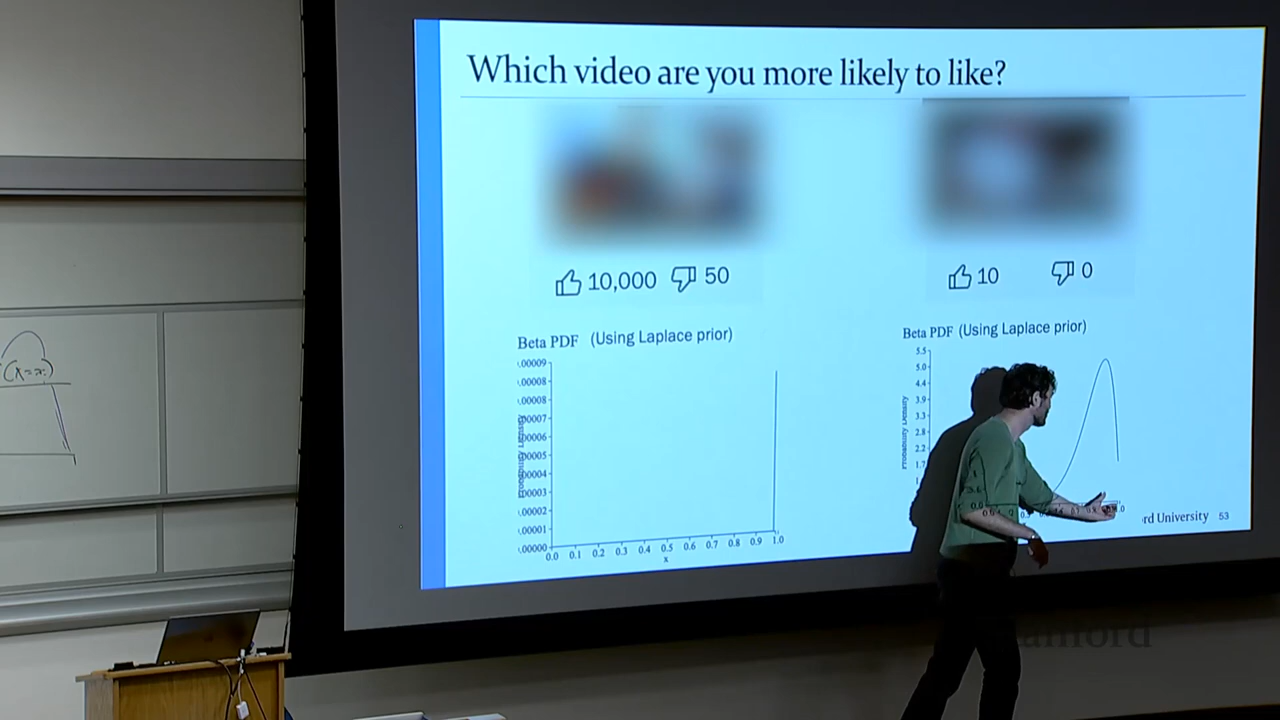 Which video are you more likely to like?
10,000 50
10 0
Beta PDF (Using Laplace prior)
Beta PDF (Using Laplace prior)
.00009
.00008
.00008
.00007
.00006
.00005
.00004
.00003
.00002
.00001
.00000
0.0 0.1 0.2 0.3 0.4 0.5 0.6 0.7 0.8 0.9 1.0
x
5.5
5.0
4.4
3.9
3.3
2.8
2.2
1.7
Probability Density
University 53
(X=x)